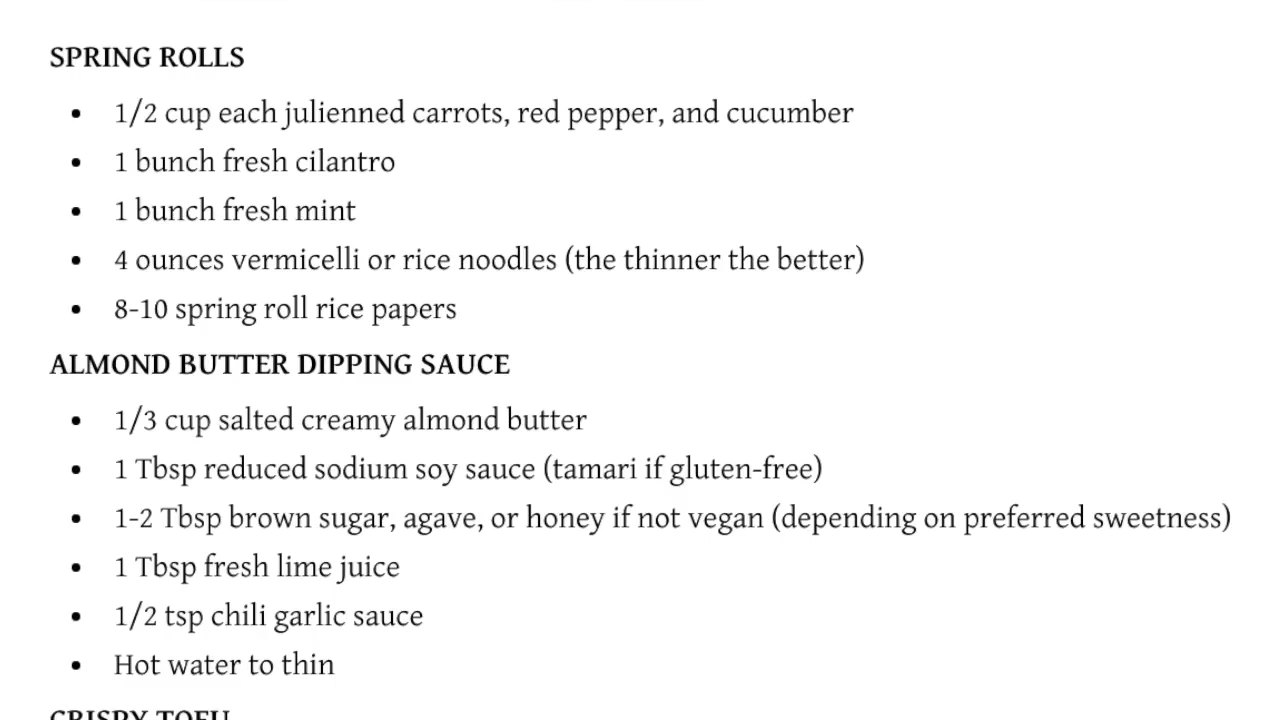 SPRING ROLLS
• 1/2 cup each julienned carrots, red pepper, and cucumber
• 1 bunch fresh cilantro
• 1 bunch fresh mint
• 4 ounces vermicelli or rice noodles (the thinner the better)
• 8-10 spring roll rice papers
ALMOND BUTTER DIPPING SAUCE
• 1/3 cup salted creamy almond butter
• 1 Tbsp reduced sodium soy sauce (tamari if gluten-free)
• 1-2 Tbsp brown sugar, agave, or honey if not vegan (depending on preferred sweetness)
• 1 Tbsp fresh lime juice
• 1/2 tsp chili garlic sauce
• Hot water to thin
CRISPY TOFU